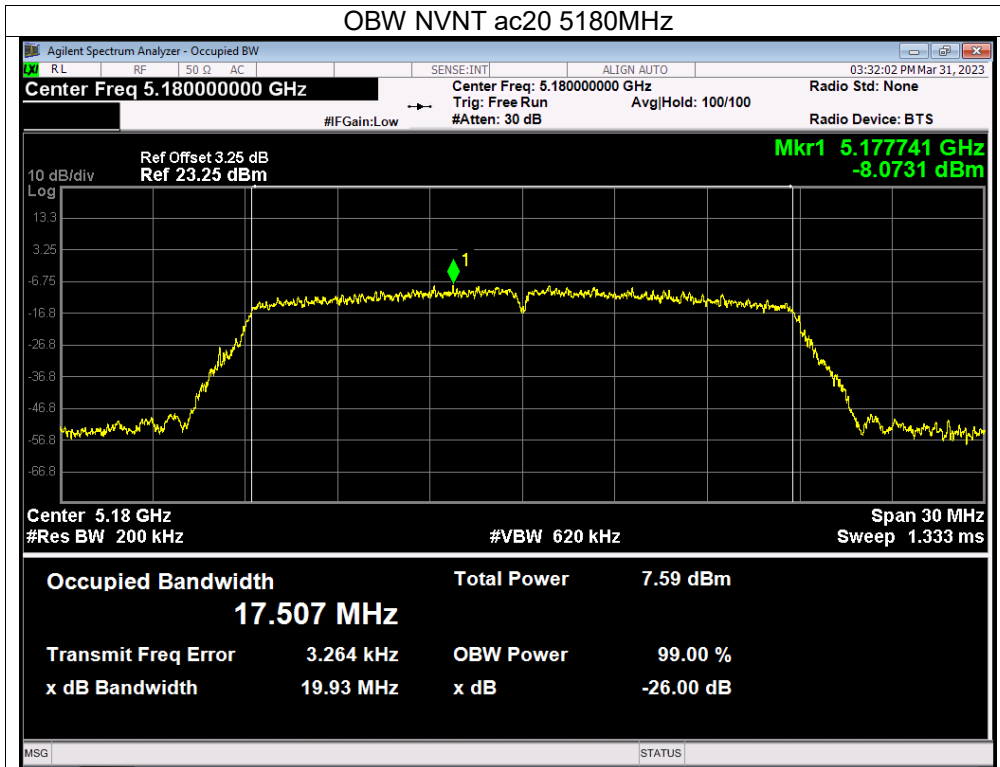 OBW NVNT ac20 5180MHz
Agilent Spectrum Analyzer - Occupied BW
LXI RL RF 50 Ω AC SENSE:INT ALIGN AUTO 03:32:02 PM Mar 31, 2023
Center Freq 5.180000000 GHz Center Freq: 5.180000000 GHz Radio Std: None
Trig: Free Run Avg|Hold: 100/100
#IFGain:Low #Atten: 30 dB Radio Device: BTS
Mkr1 5.177741 GHz
-8.0731 dBm
Ref Offset 3.25 dB
10 dB/div Ref 23.25 dBm
Log
13.3
3.25
1
-6.75
-16.8
-26.8
-36.8
-46.8
-56.8
-66.8
Center 5.18 GHz Span 30 MHz
#Res BW 200 kHz #VBW 620 kHz Sweep 1.333 ms
Occupied Bandwidth Total Power 7.59 dBm
17.507 MHz
Transmit Freq Error 3.264 kHz OBW Power 99.00 %
x dB Bandwidth 19.93 MHz x dB -26.00 dB
MSG STATUS